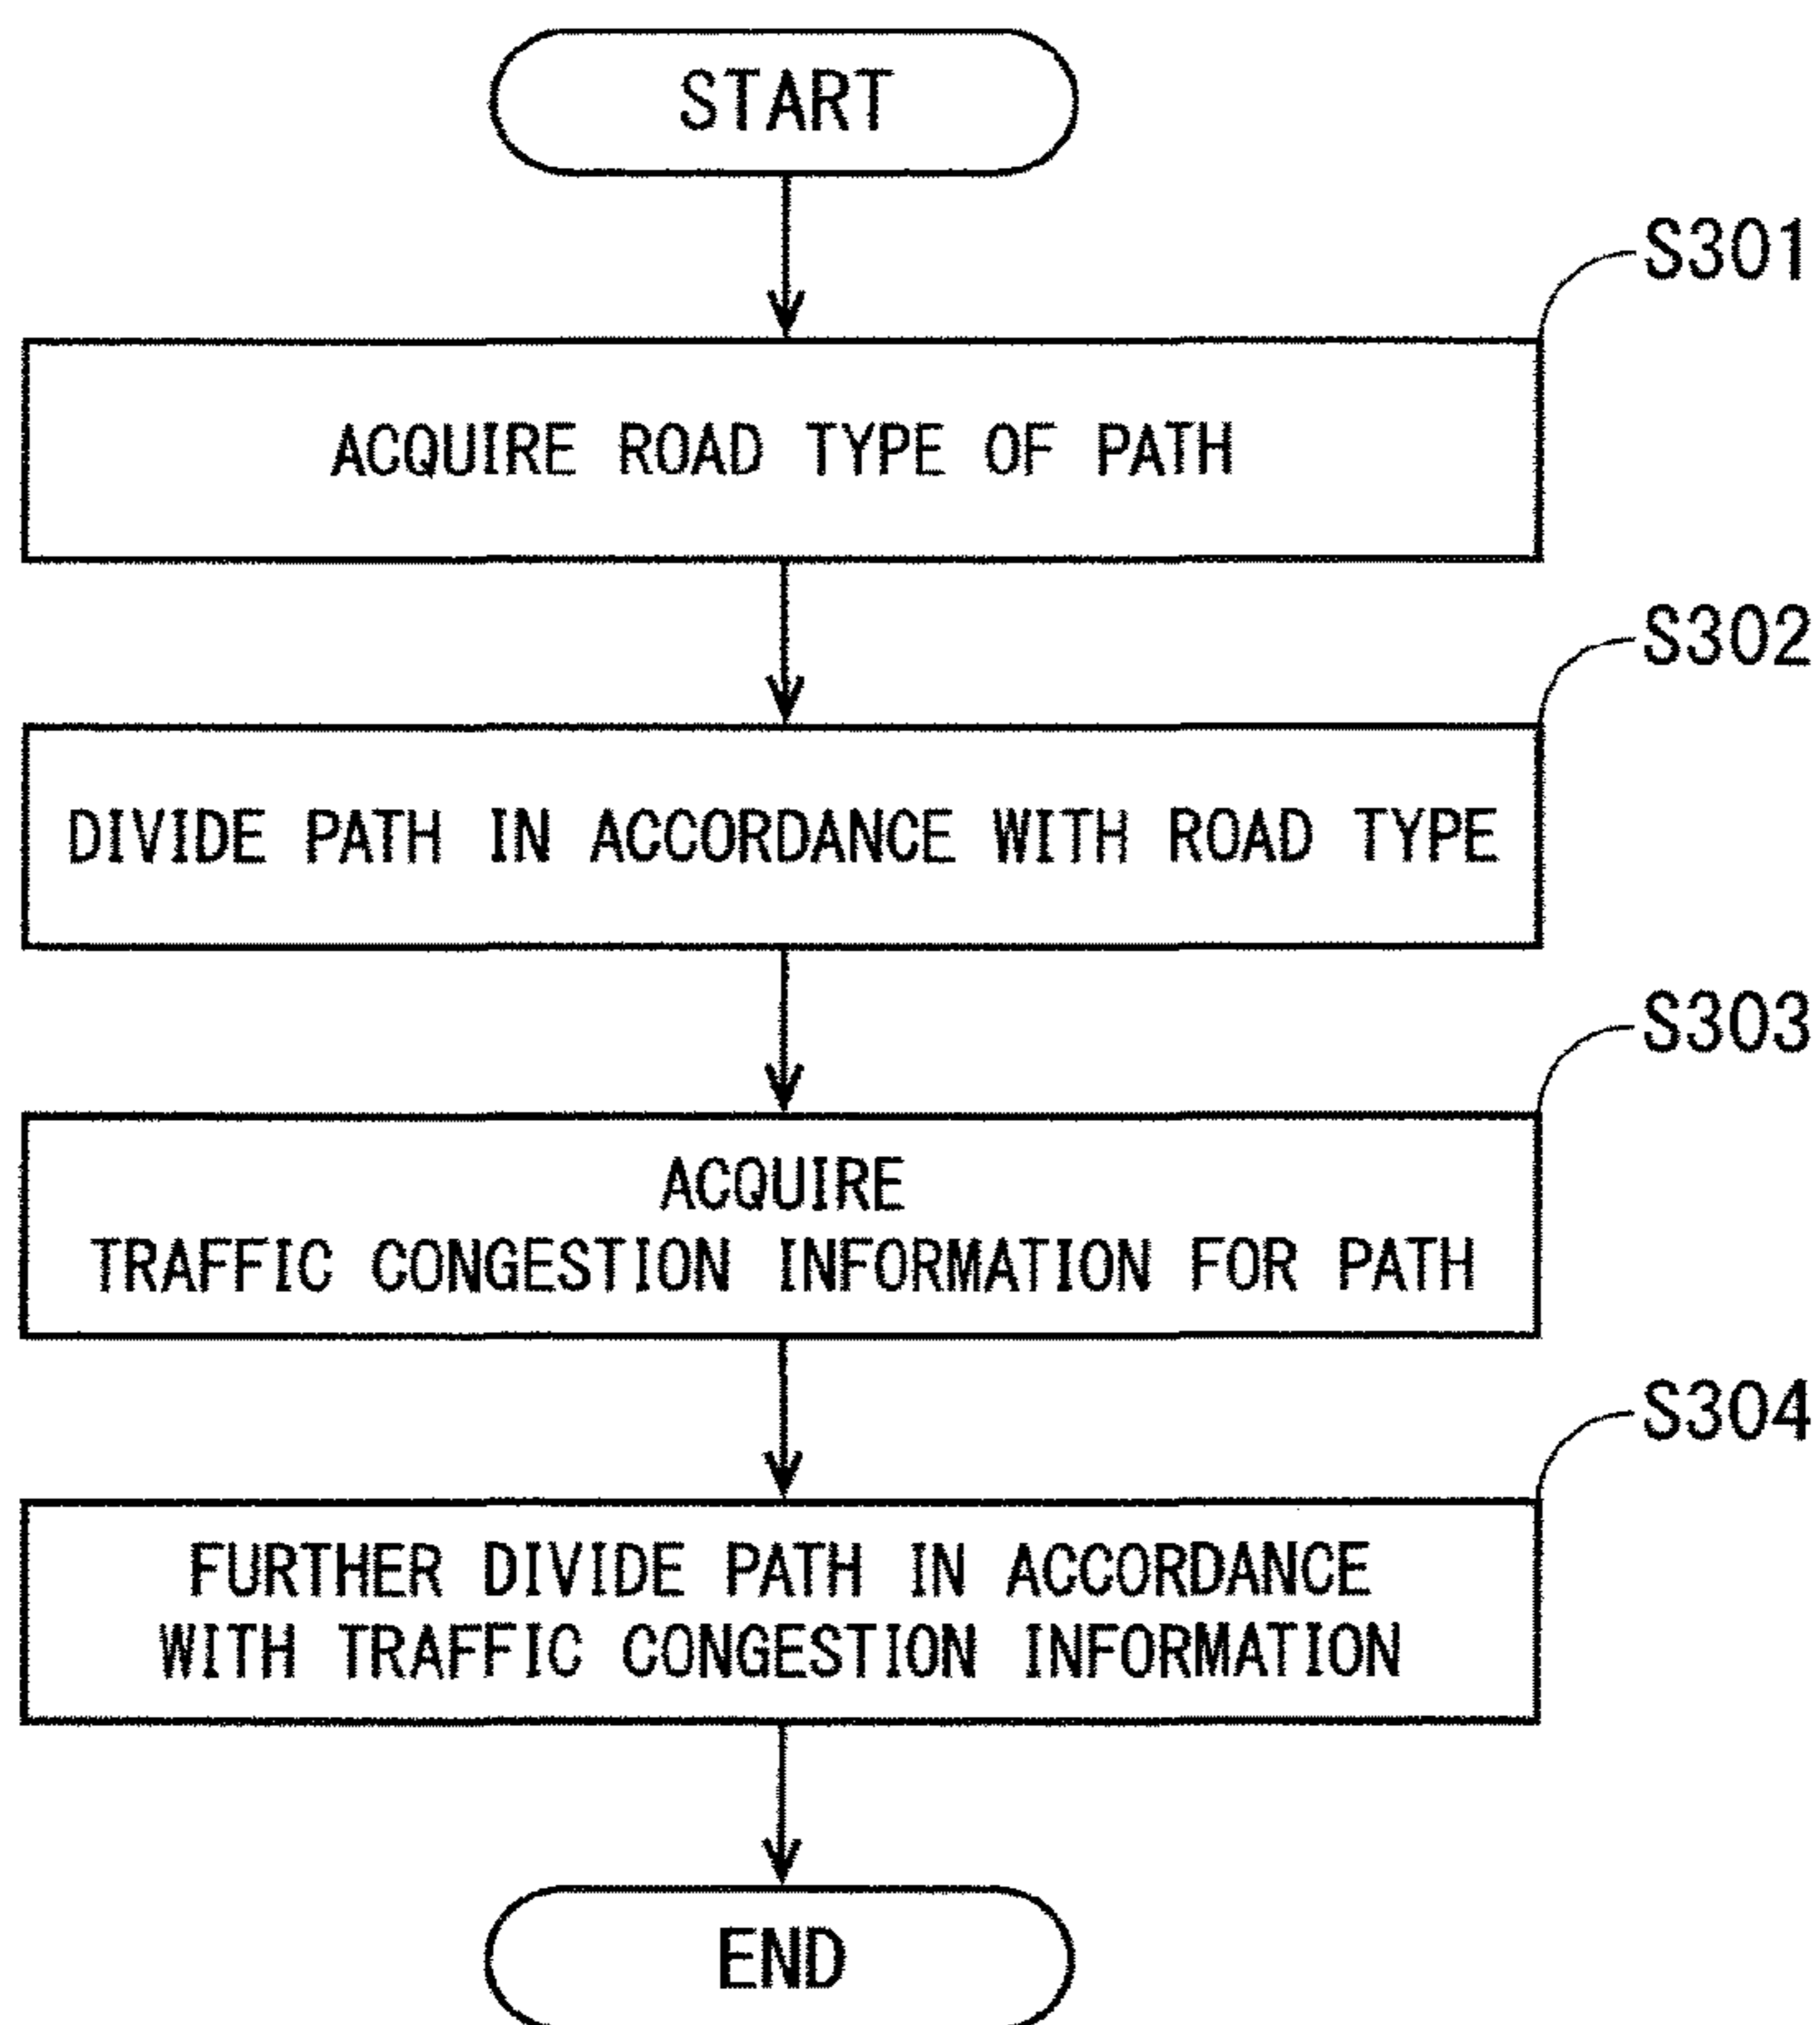 START
S301
ACQUIRE ROAD TYPE OF PATH
S302
DIVIDE PATH IN ACCORDANCE WITH ROAD TYPE
S303
ACQUIRE
TRAFFIC CONGESTION INFORMATION FOR PATH
S304
FURTHER DIVIDE PATH IN ACCORDANCE
WITH TRAFFIC CONGESTION INFORMATION
END